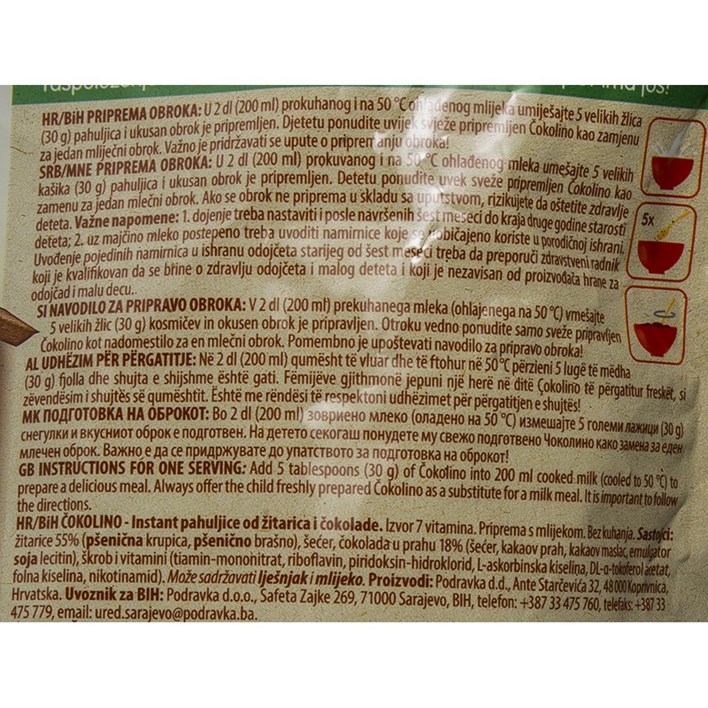 HR/BiH PRIPREMA OBROKA: U 2 dl (200 ml) prokuhanog i na 50 °C ohlađenog mlijeka umiješajte 5 velikih žlica
(30 g) pahuljica i ukusan obrok je pripremljen. Djetetu ponudite uvijek svježe pripremljen Čokolino kao zamjenu
za jedan mliječni obrok. Važno je pridržavati se upute o pripremanju obroka!
SRB/MNE PRIPREMA OBROKA: U 2 dl (200 ml) prokuvanog i na 50 °C ohlađenog mleka umešajte 5 velikih
kašika (30 g) pahuljica i ukusan obrok je pripremljen. Detetu ponudite uvek sveže pripremljen Čokolino kao
zamenu za jedan mlečni obrok. Ako se obrok ne priprema u skladu sa uputstvom, rizikujete da oštetite zdravlje
deteta. Važne napomene: 1. dojenje treba nastaviti i posle navršenih šest meseci do kraja druge godine starosti
deteta; 2. uz majčino mleko postepeno treba uvoditi namirnice koje se uobičajeno koriste u porodičnoj ishrani.
Uvođenje pojedinih namirnica u ishranu odojčeta starijeg od šest meseci treba da preporuči zdravstveni radnik
koji je kvalifikovan da se brine o zdravlju odojčeta i malog deteta i koji je nezavisan od proizvođača hrane za
odojčad i malu decu..
5x
SI NAVODILO ZA PRIPRAVO OBROKA: V 2 dl (200 ml) prekuhanega mleka (ohlajenega na 50 °C) vmešajte
5 velikih žlic (30 g) kosmičev in okusen obrok je pripravljen. Otroku vedno ponudite samo sveže pripravljen
Čokolino kot nadomestilo za en mlečni obrok. Pomembno je upoštevati navodilo za pripravo obroka!
AL UDHËZIM PËR PËRGATITJE: Në 2 dl (200 ml) qumësht të vluar dhe të ftohur në 50 °C përzieni 5 lugë të mëdha
(30 g) fjolla dhe shujta e shijshme është gati. Fëmijëve gjithmonë jepuni një herë në ditë Çokolino të përgatitur freskët, si
zëvendësim i shujtës së qumështit. Është me rëndësi të respektoni udhëzimet për përgatitjen e shujtës!
МК ПОДГОТОВКА НА ОБРОКОТ: Во 2 dl (200 ml) зовриено млеко (оладено на 50 °C) измешајте 5 големи лажици (30 g)
снегулки и вкусниот оброк е подготвен. На детето секогаш понудете му свежо подготвено Чоколино како замена за еден
млечен оброк. Важно е да се придржувате до упатството за подготовка на оброкот!
GB INSTRUCTIONS FOR ONE SERVING: Add 5 tablespoons (30 g) of Čokolino into 200 ml cooked milk (cooled to 50 °C) to
prepare a delicious meal. Always offer the child freshly prepared Čokolino as a substitute for a milk meal. It is important to follow
the directions.
HR/BiH ČOKOLINO - Instant pahuljice od žitarica i čokolade. Izvor 7 vitamina. Priprema s mlijekom. Bez kuhanja. Sastojci:
žitarice 55% (pšenična krupica, pšenično brašno), šećer, čokolada u prahu 18% (šećer, kakaov prah, kakaov maslac, emulgator
soja lecitin), škrob i vitamini (tiamin-mononitrat, riboflavin, piridoksin-hidroklorid, L-askorbinska kiselina, DL-α-tokoferol acetat,
folna kiselina, nikotinamid). Može sadržavati lješnjak i mlijeko. Proizvodi: Podravka d.d., Ante Starčevića 32, 48 000 Koprivnica,
Hrvatska. Uvoznik za BIH: Podravka d.o.o., Safeta Zajke 269, 71000 Sarajevo, BIH, telefon: +387 33 475 760, telefaks: +387 33
475 779, email: ured.sarajevo@podravka.ba.